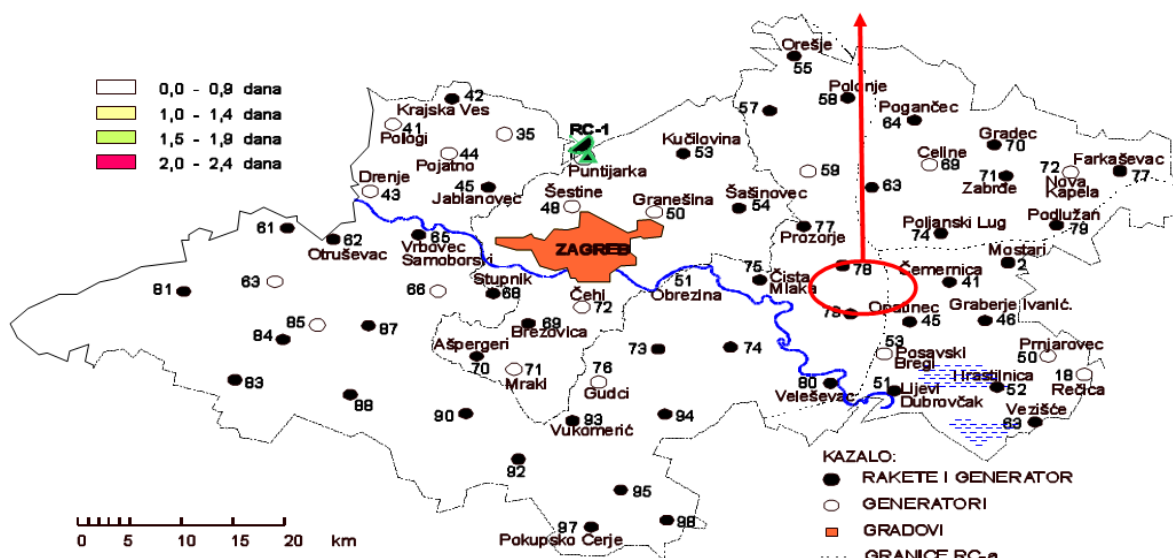 0,0 - 0,9 dana
1,0 - 1,4 dana
1,5 - 1,9 dana
2,0 - 2,4 dana
Orešje
55
42
Krajska Ves
41
Pologi
35
44
Pojatno
RC-1
Puntijarka
Kučilovina
53
57
58
Polonje
Pogančec
64
Gradec
70
Cellne
69
71
Zabrđe
72
Nova
Kapela
Farkaševac
77
Drenje
43
45
Jablanovec
Šestine
48
Granešina
50
Šašinovec
54
59
63
77
Prozorje
Poljanski Lug
74
Podlužan
79
Mostari
2
61
62
Otruševac
65
Vrbovec
Samoborski
ZAGREB
Stupnik
68
66
63
81
51
Obrezina
75
Čista
Mlaka
78
Čemernica
41
Čehi
72
79
Opatinec
45
Graberje Ivanić.
46
85
87
84
69
Brezovica
Ašpergeri
70
71
Mraki
76
Gudci
73
74
53
Posavski
Bregi
Prnjarovec
50
18
Rečica
Hrastilnica
52
83
88
80
Veleševac
51
Lijevi
Dubrovčak
Vezišće
63
90
93
Vukomerić
94
92
95
97
Pokupsko Cerje
98
0
5
10
15
20
km
KAZALO:
RAKETE I GENERATOR
GENERATORI
GRADOVI
GRANICE RC-a